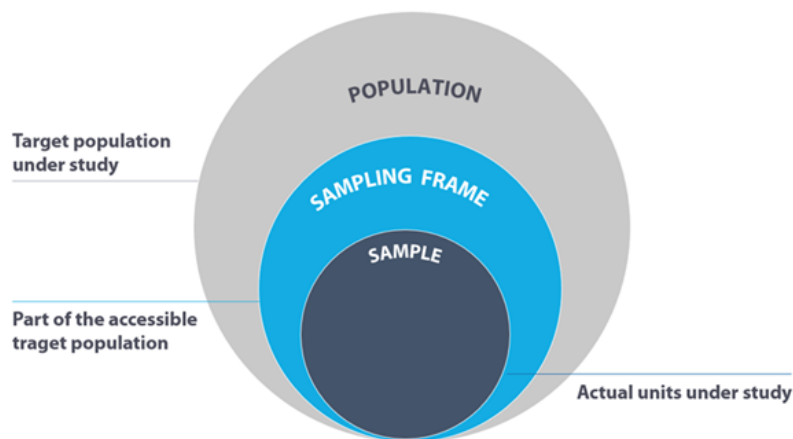 POPULATION
Target population
under study
SAMPLING FRAME
SAMPLE
Part of the accessible
traget population
Actual units under study